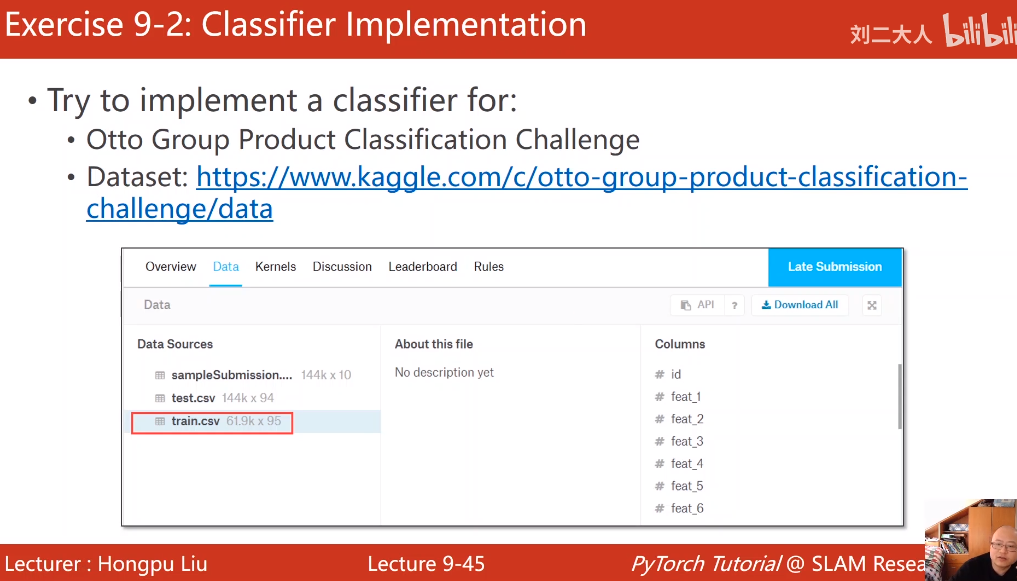 Exercise 9-2: Classifier Implementation
刘二大人 bilibili
• Try to implement a classifier for:
• Otto Group Product Classification Challenge
• Dataset: https://www.kaggle.com/c/otto-group-product-classification-
challenge/data
Overview Data Kernels Discussion Leaderboard Rules Late Submission
Data API ? Download All
Data Sources About this file Columns
sampleSubmission.... 144k x 10 No description yet # id
test.csv 144k x 94 # feat_1
train.csv 61.9k x 95 # feat_2
# feat_3
# feat_4
# feat_5
# feat_6
Lecturer : Hongpu Liu Lecture 9-45 PyTorch Tutorial @ SLAM Resea